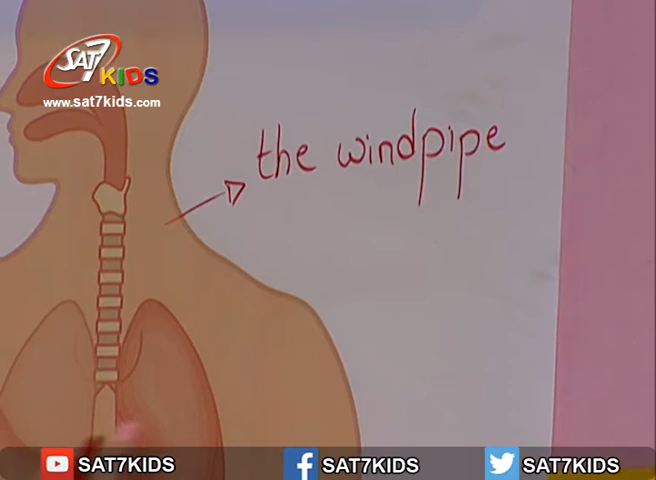 SAT7
KIDS
www.sat7kids.com
the windpipe
SAT7KIDS
SAT7KIDS
SAT7KIDS